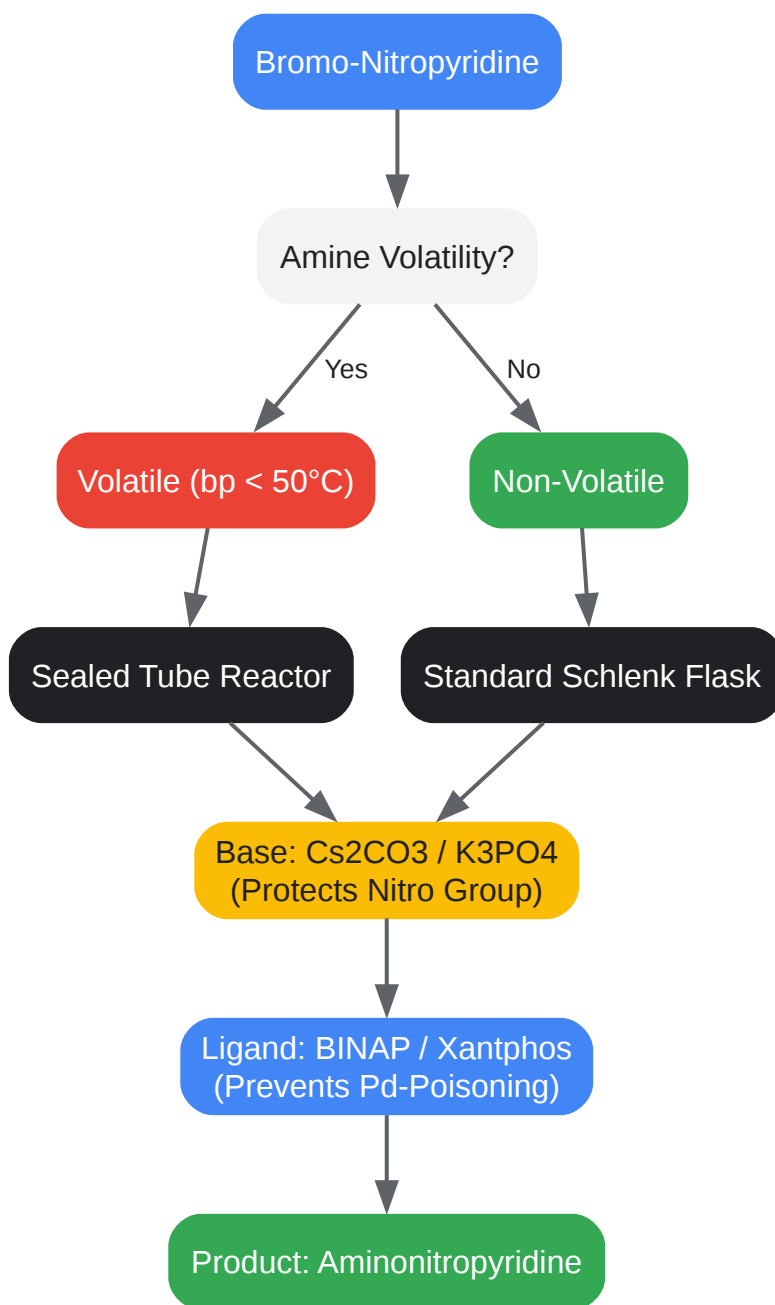 Bromo-Nitropyridine
Amine Volatility?
Yes
No
Volatile (bp < 50°C)
Non-Volatile
Sealed Tube Reactor
Standard Schlenk Flask
Base: Cs2CO3 / K3PO4
(Protects Nitro Group)
Ligand: BINAP / Xantphos
(Prevents Pd-Poisoning)
Product: Aminonitropyridine